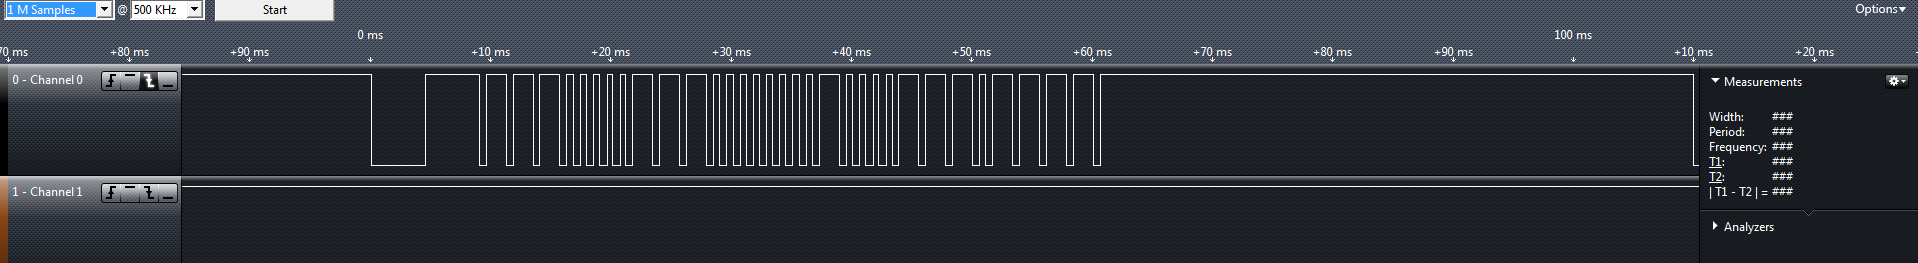 1 M Samples @ 500 KHz Start Options
0 ms 100 ms
70 ms +80 ms +90 ms +10 ms +20 ms +30 ms +40 ms +50 ms +60 ms +70 ms +80 ms +90 ms +10 ms +20 ms
0 - Channel 0
Measurements
Width: ###
Period: ###
Frequency: ###
T1: ###
T2: ###
| T1 - T2 | = ###
1 - Channel 1
Analyzers